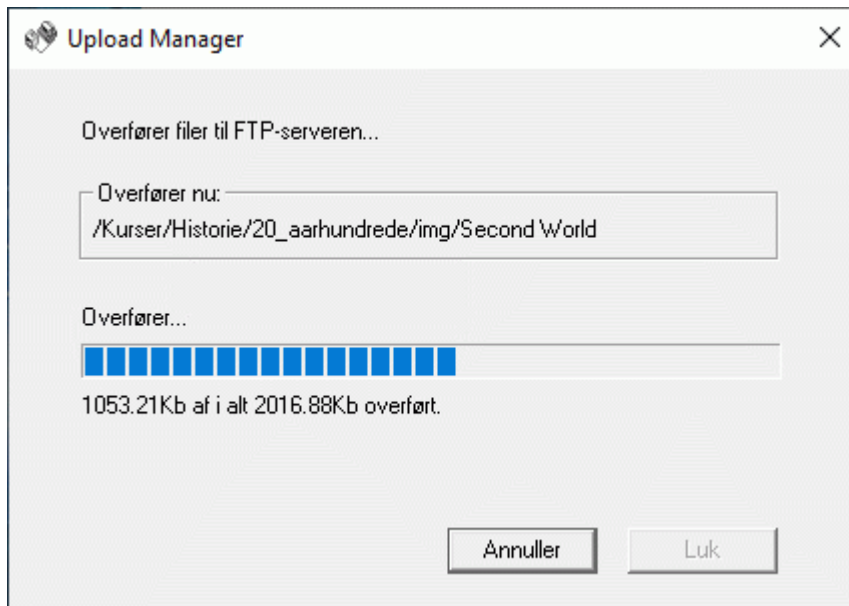 Upload Manager
Overfører filer til FTP-serveren...
Overfører nu:
/Kurser/Historie/20_aarhundrede/img/Second World
Overfører...
1053.21Kb af i alt 2016.88Kb overført.
Annuller
Luk